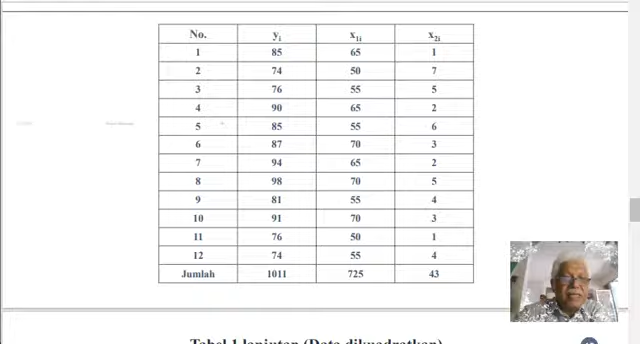 No. yi x1i x2i
1 85 65 1
2 74 50 7
3 76 55 5
4 90 65 2
5 85 55 6
6 87 70 3
7 94 65 2
8 98 70 5
9 81 55 4
10 91 70 3
11 76 50 1
12 74 55 4
Jumlah 1011 725 43
Tabel 1 lanjutan (Data dikuadratkan)